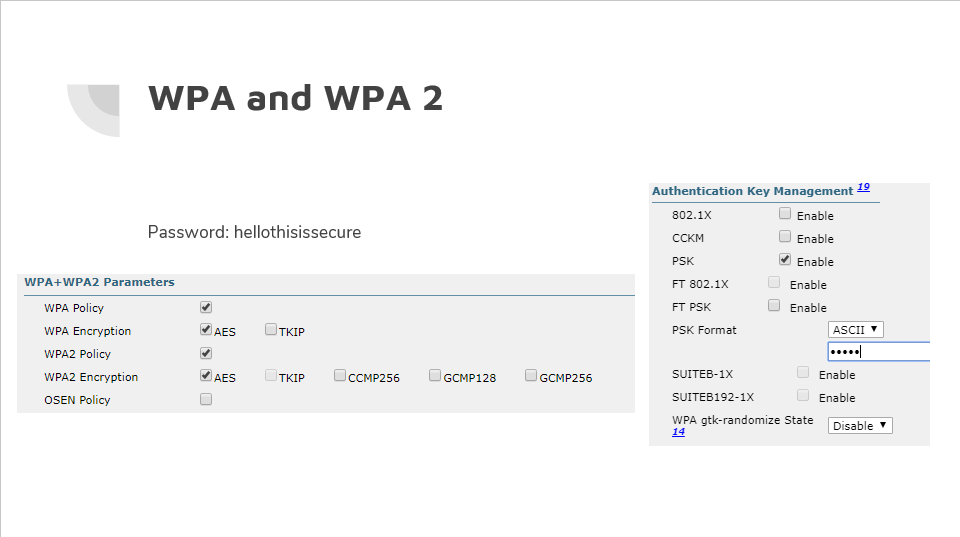 WPA and WPA 2
Password: hellothisissecure
WPA+WPA2 Parameters
WPA Policy
WPA Encryption AES TKIP
WPA2 Policy
WPA2 Encryption AES TKIP CCMP256 GCMP128 GCMP256
OSEN Policy
Authentication Key Management 19
802.1X Enable
CCKM Enable
PSK Enable
FT 802.1X Enable
FT PSK Enable
PSK Format ASCII
•••••
SUITEB-1X Enable
SUITEB192-1X Enable
WPA gtk-randomize State Disable
14